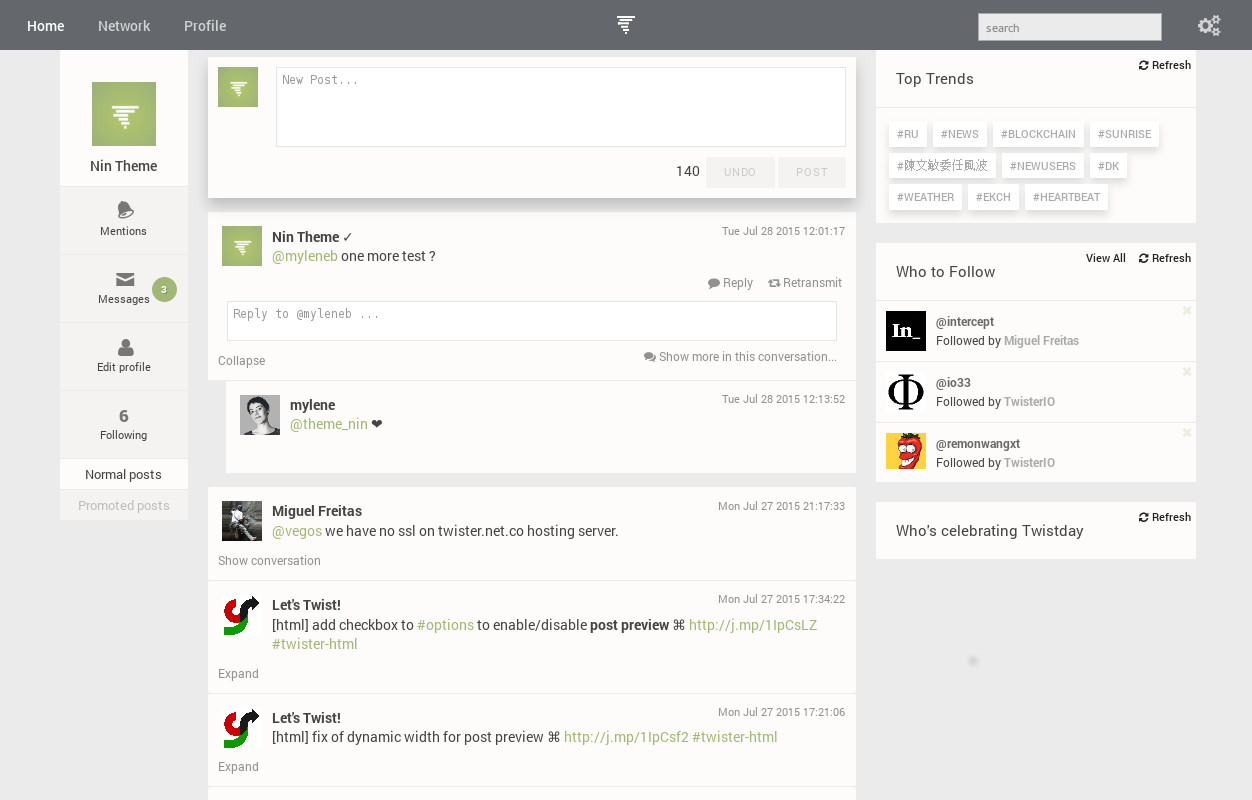 Home Network Profile
search
Nin Theme
Mentions
Messages 3
Edit profile
6
Following
Normal posts
Promoted posts
New Post...
140 UNDO POST
Nin Theme ✓ Tue Jul 28 2015 12:01:17
@myleneb one more test ?
Reply Retransmit
Reply to @myleneb ...
Collapse Show more in this conversation...
mylene Tue Jul 28 2015 12:13:52
@theme_nin ❤
Miguel Freitas Mon Jul 27 2015 21:17:33
@vegos we have no ssl on twister.net.co hosting server.
Show conversation
Let's Twist! Mon Jul 27 2015 17:34:22
[html] add checkbox to #options to enable/disable post preview ⌘ http://j.mp/1IpCsLZ
#twister-html
Expand
Let's Twist! Mon Jul 27 2015 17:21:06
[html] fix of dynamic width for post preview ⌘ http://j.mp/1IpCsf2 #twister-html
Expand
Refresh
Top Trends
#RU #NEWS #BLOCKCHAIN #SUNRISE
#陳文敏委任風波 #NEWUSERS #DK
#WEATHER #EKCH #HEARTBEAT
View All Refresh
Who to Follow
In_
@intercept
Followed by Miguel Freitas
@io33
Followed by TwisterIO
@remonwangxt
Followed by TwisterIO
Refresh
Who's celebrating Twistday